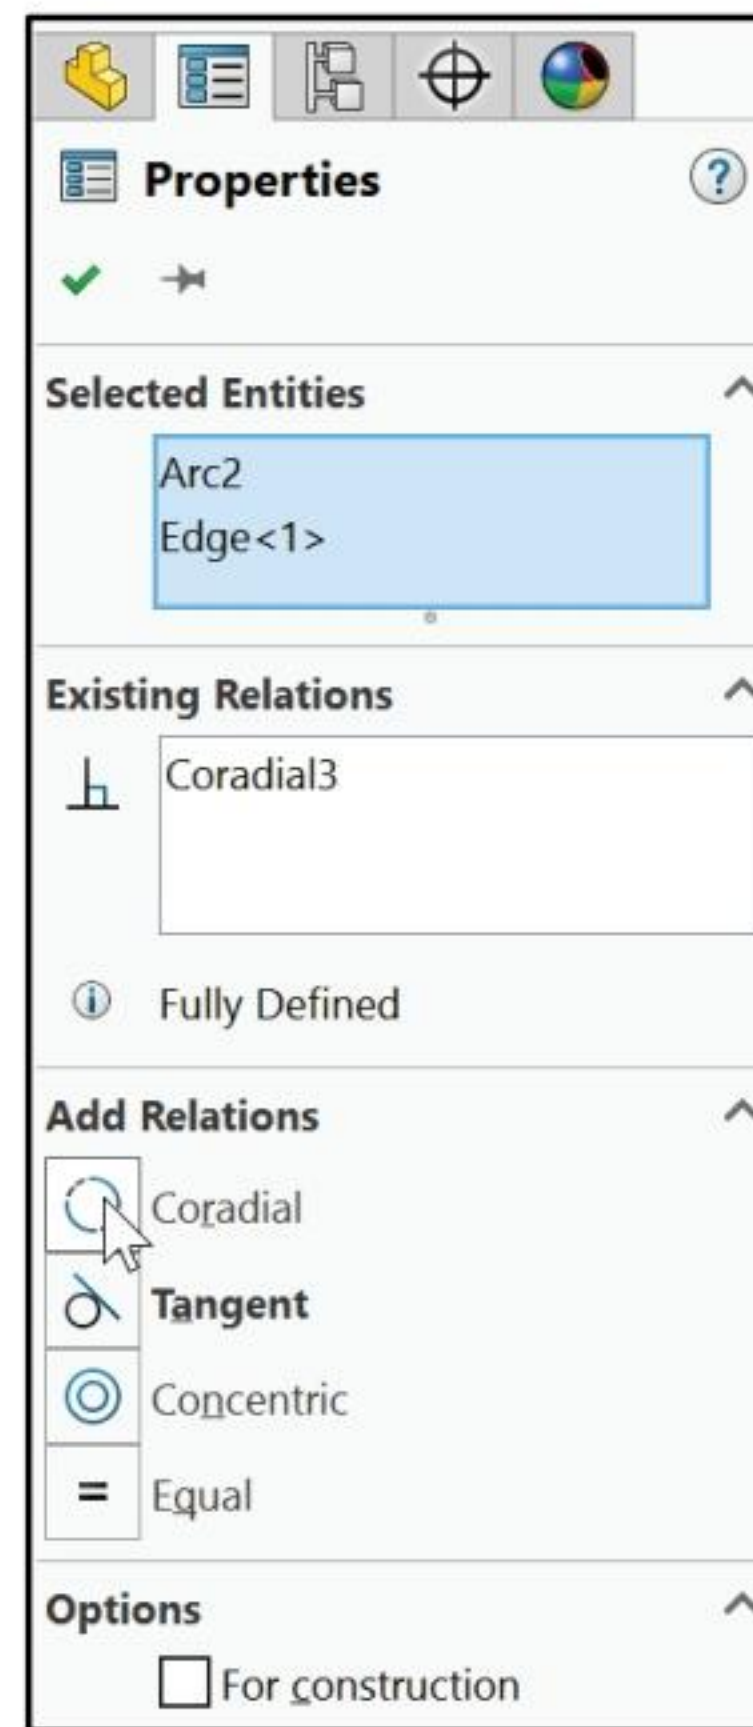 Properties
?
Selected Entities
Arc2
Edge<1>
Existing Relations
Coradial3
Fully Defined
Add Relations
Coradial
Tangent
Concentric
= Equal
Options
For construction